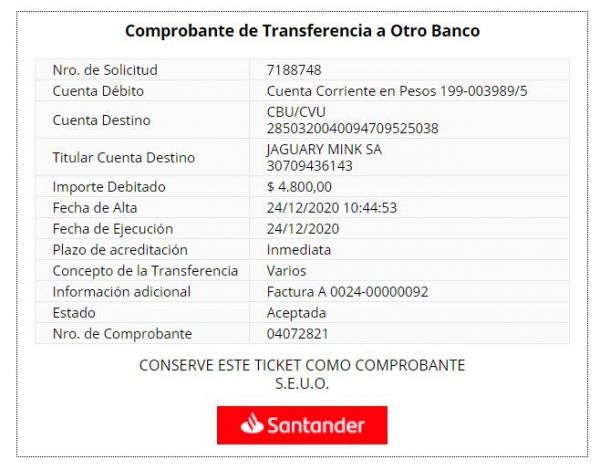 Comprobante de Transferencia a Otro Banco
Nro. de Solicitud 7188748
Cuenta Débito Cuenta Corriente en Pesos 199-003989/5
Cuenta Destino CBU/CVU
2850320040094709525038
Titular Cuenta Destino JAGUARY MINK SA
30709436143
Importe Debitado $ 4.800,00
Fecha de Alta 24/12/2020 10:44:53
Fecha de Ejecución 24/12/2020
Plazo de acreditación Inmediata
Concepto de la Transferencia Varios
Información adicional Factura A 0024-00000092
Estado Aceptada
Nro. de Comprobante 04072821
CONSERVE ESTE TICKET COMO COMPROBANTE
S.E.U.O.
Santander